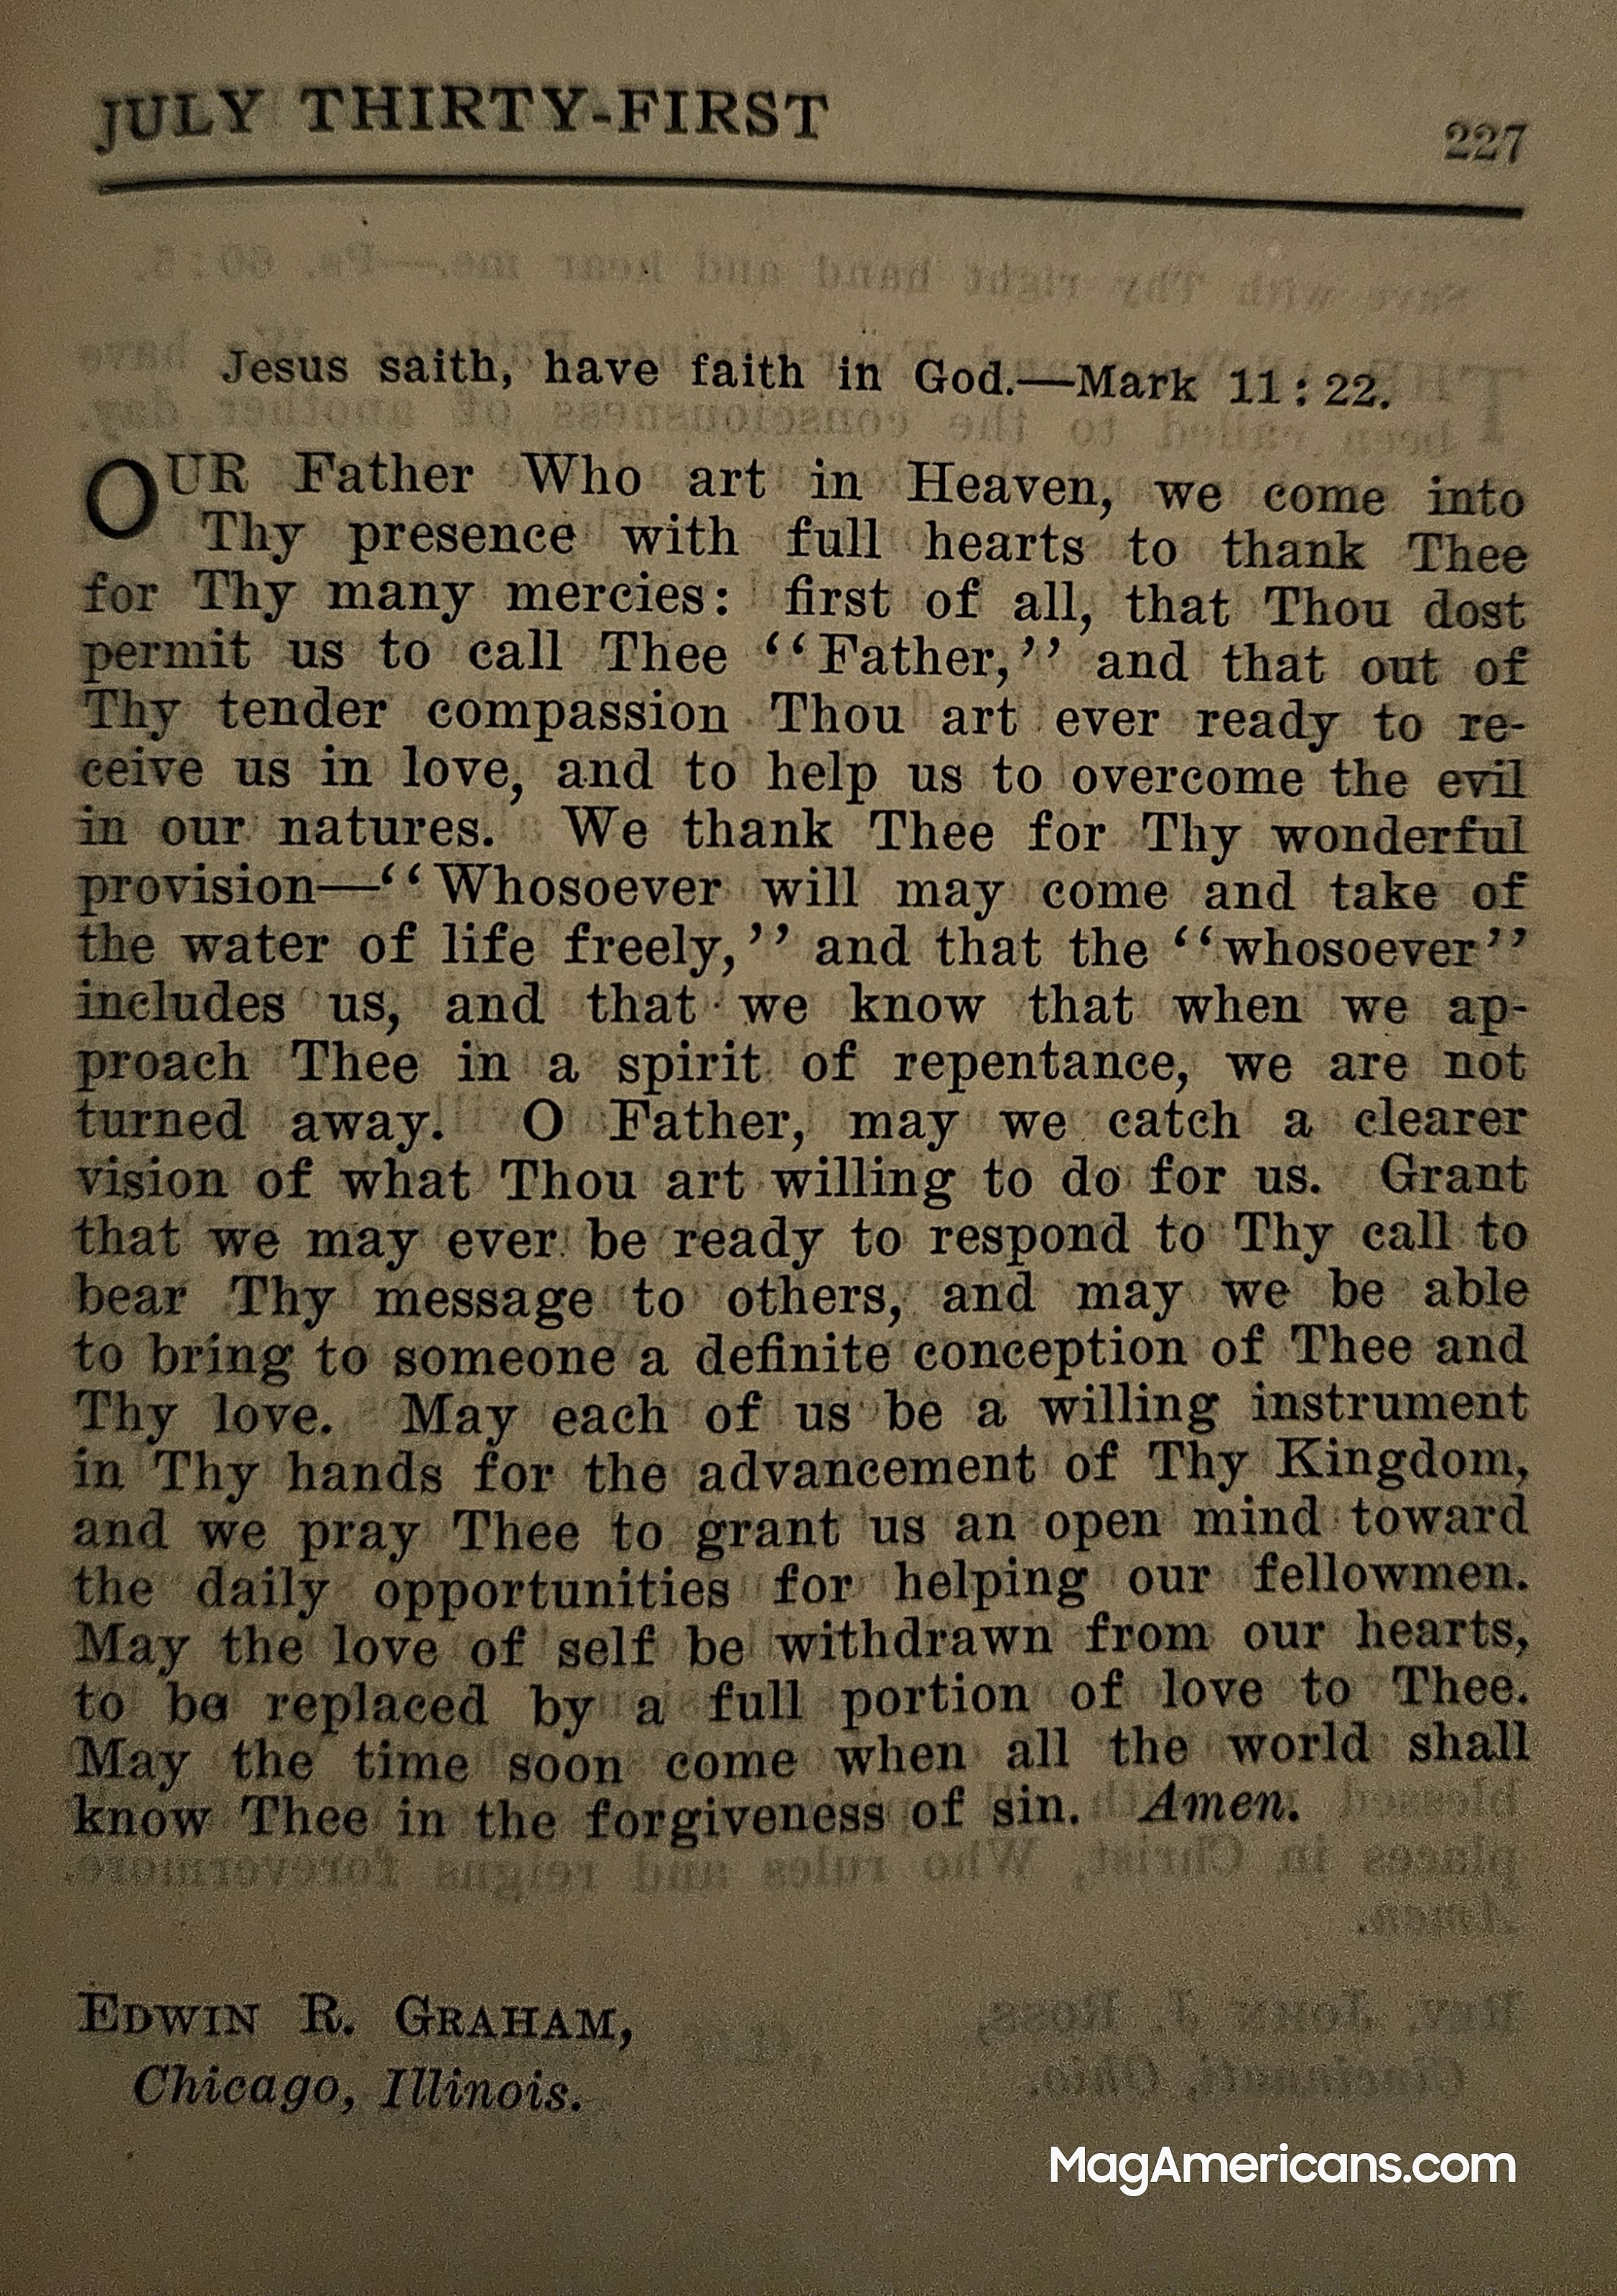 JULY THIRTY-FIRST 227
Jesus saith, have faith in God.—Mark 11:22.
OUR Father Who art in Heaven, we come into
Thy presence with full hearts to thank Thee
for Thy many mercies: first of all, that Thou dost
permit us to call Thee "Father," and that out of
Thy tender compassion Thou art ever ready to re-
ceive us in love, and to help us to overcome the evil
in our natures. We thank Thee for Thy wonderful
provision—"Whosoever will may come and take of
the water of life freely," and that the "whosoever"
includes us, and that we know that when we ap-
proach Thee in a spirit of repentance, we are not
turned away. O Father, may we catch a clearer
vision of what Thou art willing to do for us. Grant
that we may ever be ready to respond to Thy call to
bear Thy message to others, and may we be able
to bring to someone a definite conception of Thee and
Thy love. May each of us be a willing instrument
in Thy hands for the advancement of Thy Kingdom,
and we pray Thee to grant us an open mind toward
the daily opportunities for helping our fellowmen.
May the love of self be withdrawn from our hearts,
to be replaced by a full portion of love to Thee.
May the time soon come when all the world shall
know Thee in the forgiveness of sin. Amen.
EDWIN R. GRAHAM,
Chicago, Illinois.
MagAmericans.com